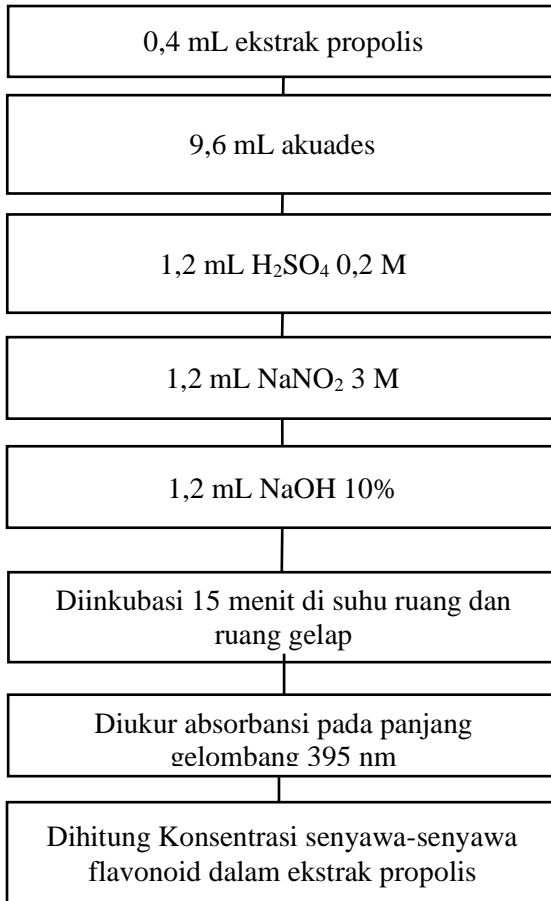 0,4 mL ekstrak propolis
9,6 mL akuades
1,2 mL H₂SO₄ 0,2 M
1,2 mL NaNO₂ 3 M
1,2 mL NaOH 10%
Diinkubasi 15 menit di suhu ruang dan
ruang gelap
Diukur absorbansi pada panjang
gelombang 395 nm
Dihitung Konsentrasi senyawa-senyawa
flavonoid dalam ekstrak propolis